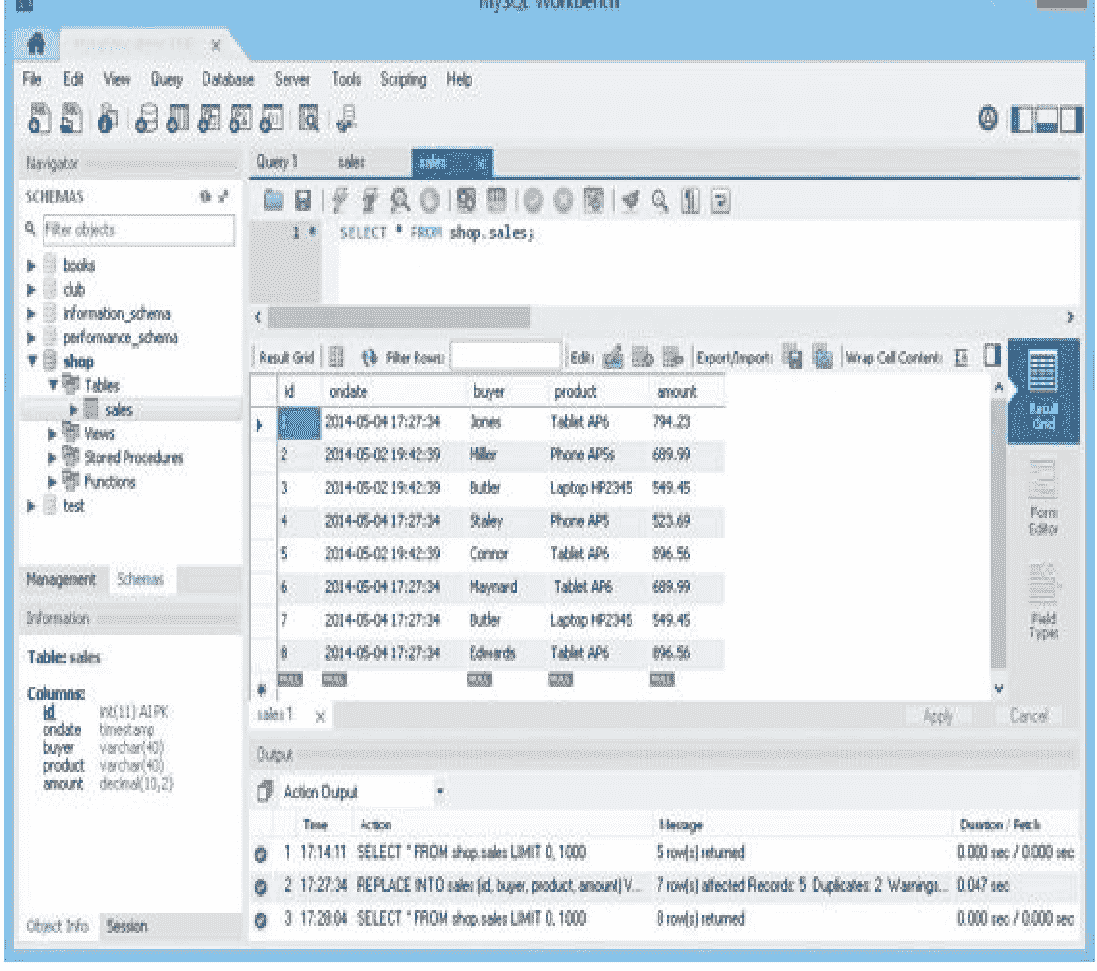 MySQL Workbench
File Edit View Query Database Server Tools Scripting Help
Navigator
SCHEMAS
Filter objects
books
club
information_schema
performance_schema
shop
Tables
sales
Views
Stored Procedures
Functions
test
Management Schemas
Information
Table: sales
Columns:
id int(11) AI PK
ondate timestamp
buyer varchar(40)
product varchar(40)
amount decimal(10,2)
Object Info Session
Query 1 sales sales
1 SELECT * FROM shop.sales;
Result Grid Filter Rows: Edit: Export/Import: Wrap Cell Content:
id ondate buyer product amount
1 2014-05-04 17:27:34 Jones Tablet AP6 794.23
2 2014-05-02 19:42:39 Miller Phone AP5s 689.99
3 2014-05-02 19:42:39 Butler Laptop HP2345 549.45
4 2014-05-04 17:27:34 Staley Phone AP5 523.69
5 2014-05-02 19:42:39 Connor Tablet AP6 896.56
6 2014-05-04 17:27:34 Maynard Tablet AP6 689.99
7 2014-05-04 17:27:34 Butler Laptop HP2345 549.45
8 2014-05-04 17:27:34 Edwards Tablet AP6 896.56
NULL NULL NULL NULL NULL
Result
Grid
Form
Editor
Field
Types
sales 1 Apply Cancel
Output
Action Output
Time Action Message Duration / Fetch
1 17:14:11 SELECT * FROM shop.sales LIMIT 0, 1000 5 row(s) returned 0.000 sec / 0.000 sec
2 17:27:34 REPLACE INTO sales (id, buyer, product, amount) V... 7 row(s) affected Records: 5 Duplicates: 2 Warnings... 0.047 sec
3 17:28:04 SELECT * FROM shop.sales LIMIT 0, 1000 8 row(s) returned 0.000 sec / 0.000 sec